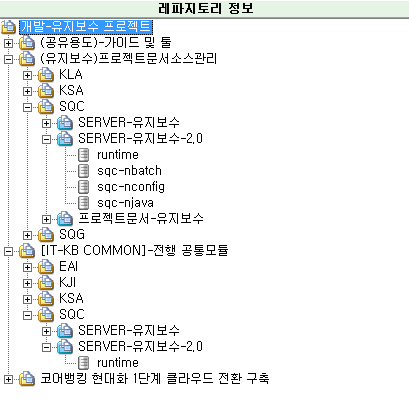 레파지토리 정보
개발-유지보수 프로젝트
(공유용도)-가이드 및 툴
(유지보수)프로젝트문서소스관리
KLA
KSA
SQC
SERVER-유지보수
SERVER-유지보수-2,0
runtime
sqc-nbatch
sqc-nconfig
sqc-njava
프로젝트문서-유지보수
SQG
[IT-KB COMMON]-전행 공통모듈
EAI
KJI
KSA
SQC
SERVER-유지보수
SERVER-유지보수-2,0
runtime
코어뱅킹 현대화 1단계 클라우드 전환 구축